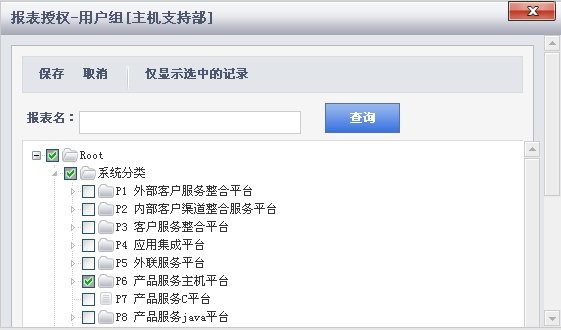 报表授权-用户组[主机支持部]
保存 取消 仅显示选中的记录
报表名： 查询
Root
系统分类
P1 外部客户服务整合平台
P2 内部客户渠道整合服务平台
P3 客户服务整合平台
P4 应用集成平台
P5 外联服务平台
P6 产品服务主机平台
P7 产品服务C平台
P8 产品服务java平台